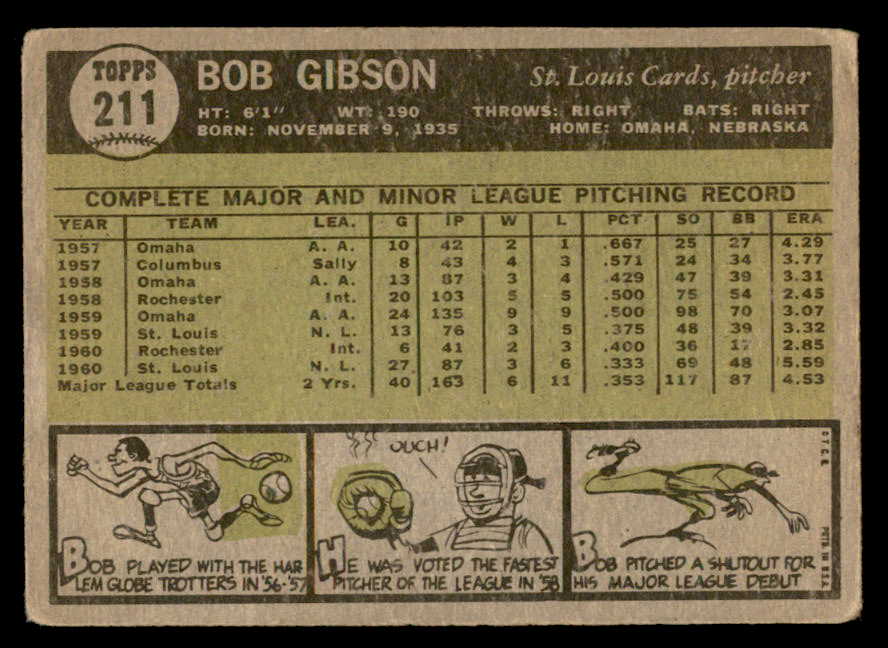 TOPPS
211
BOB GIBSON
St. Louis Cards, pitcher
HT: 6'1" WT: 190 THROWS: RIGHT BATS: RIGHT
BORN: NOVEMBER 9, 1935 HOME: OMAHA, NEBRASKA
COMPLETE MAJOR AND MINOR LEAGUE PITCHING RECORD
YEAR TEAM LEA. G IP W L PCT SO BB ERA
1957 Omaha A. A. 10 42 2 1 .667 25 27 4.29
1957 Columbus Sally 8 43 4 3 .571 24 34 3.77
1958 Omaha A. A. 13 87 3 4 .429 47 39 3.31
1958 Rochester Int. 20 103 5 5 .500 75 54 2.45
1959 Omaha A. A. 24 135 9 9 .500 98 70 3.07
1959 St. Louis N. L. 13 76 3 5 .375 48 39 3.32
1960 Rochester Int. 6 41 2 3 .400 36 2.85
1960 St. Louis N. L. 27 87 3 6 .333 69 48 5.59
Major League Totals 2 Yrs. 40 163 6 11 .353 117 87 4.53
BOB PLAYED WITH THE HAR
LEM GLOBE TROTTERS IN '56-'57
OUCH!
HE WAS VOTED THE FASTEST
PITCHER OF THE LEAGUE IN '58
BOB PITCHED A SHUTOUT FOR
HIS MAJOR LEAGUE DEBUT
© T. C. G. PRTD. IN U.S.A.